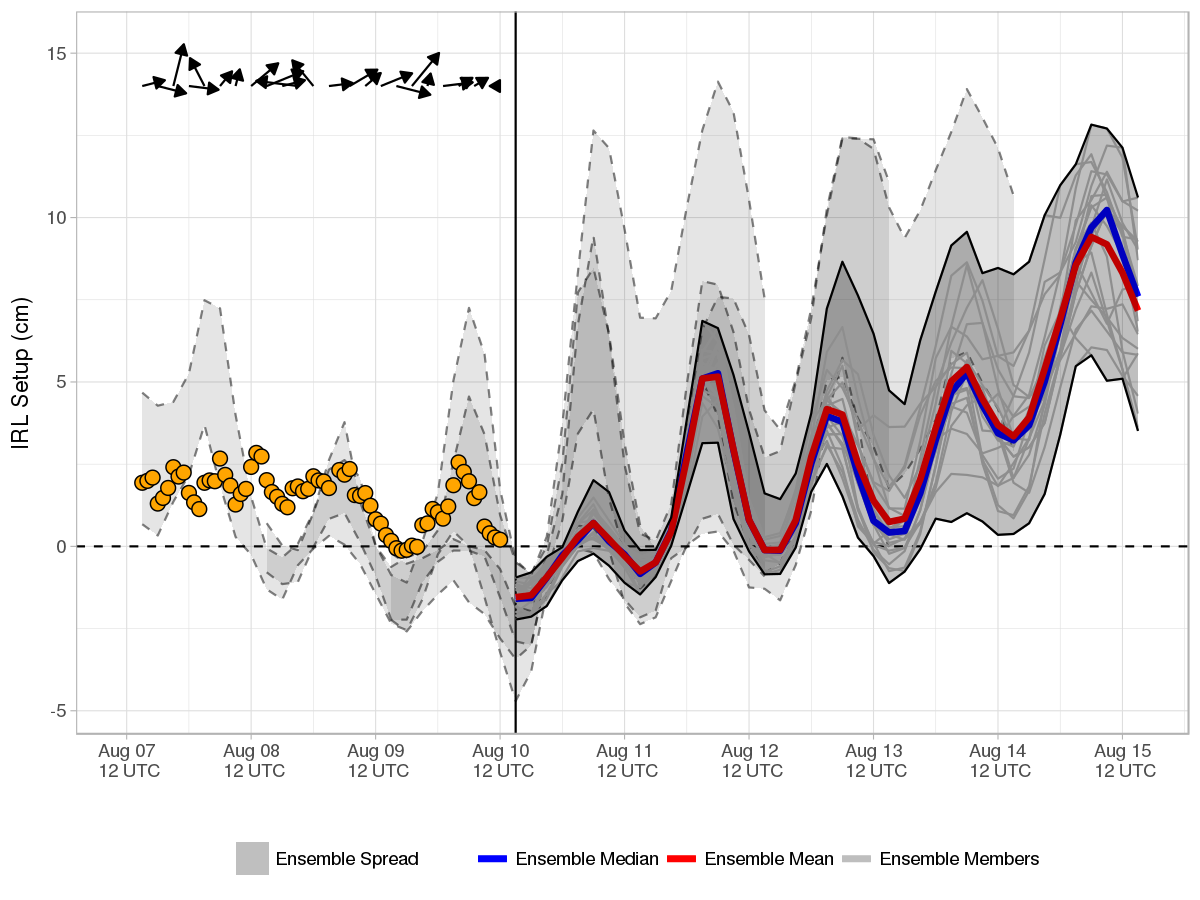 15
10
5
0
-5
IRL Setup (cm)
Aug 07
12 UTC
Aug 08
12 UTC
Aug 09
12 UTC
Aug 10
12 UTC
Aug 11
12 UTC
Aug 12
12 UTC
Aug 13
12 UTC
Aug 14
12 UTC
Aug 15
12 UTC
Ensemble Spread
Ensemble Median
Ensemble Mean
Ensemble Members